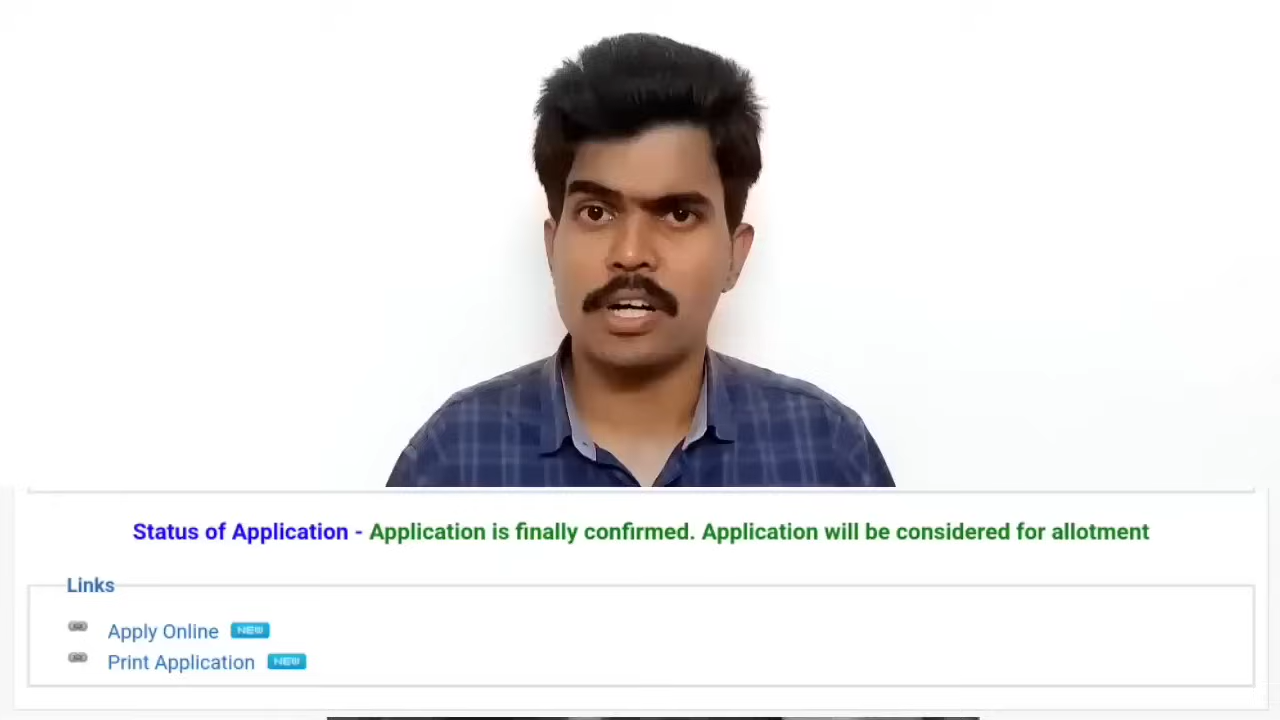 Status of Application - Application is finally confirmed. Application will be considered for allotment
Links
Apply Online NEW
Print Application NEW